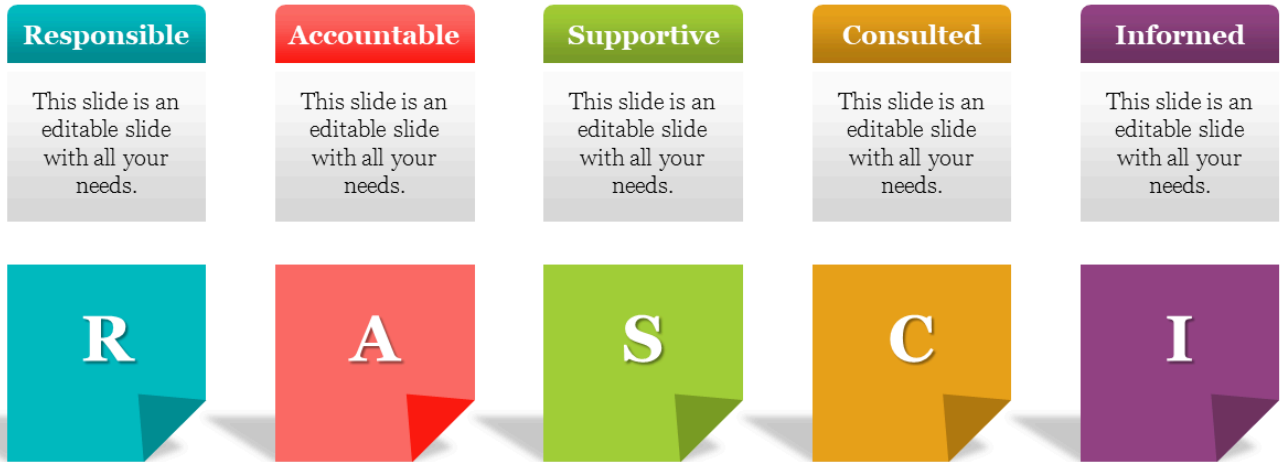 Responsible
Accountable
Supportive
Consulted
Informed
This slide is an
editable slide
with all your
needs.
This slide is an
editable slide
with all your
needs.
This slide is an
editable slide
with all your
needs.
This slide is an
editable slide
with all your
needs.
This slide is an
editable slide
with all your
needs.
R
A
S
C
I